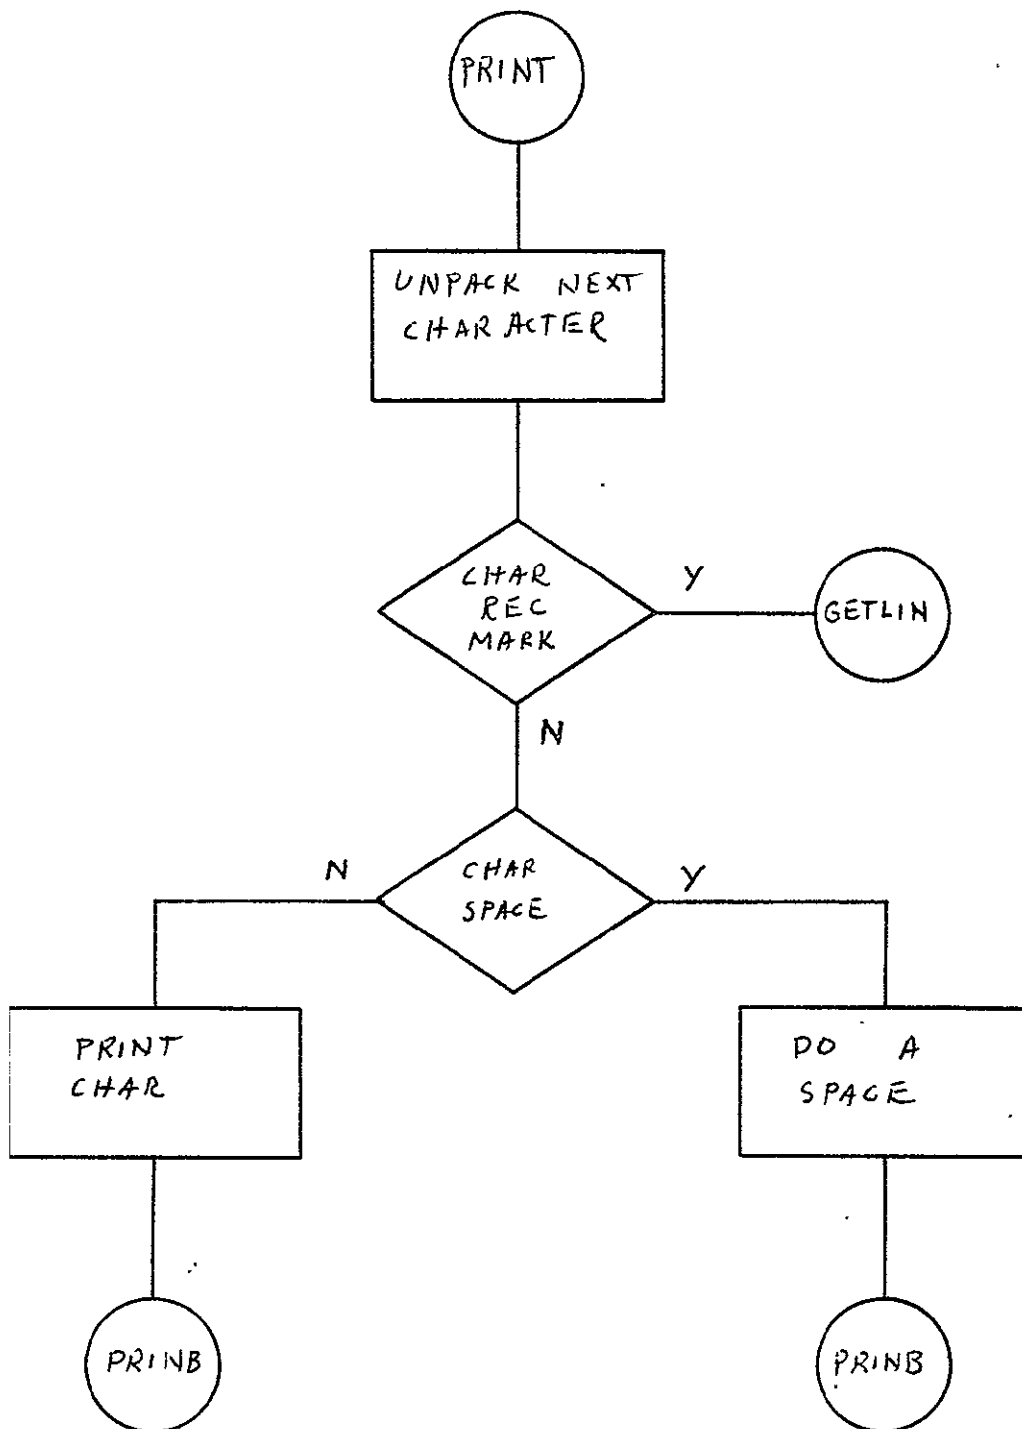 PRINT
UNPACK NEXT
CHARACTER
CHAR
REC
MARK
Y
GETLIN
N
CHAR
SPACE
N
Y
PRINT
CHAR
DO A
SPACE
PRINB
PRINB